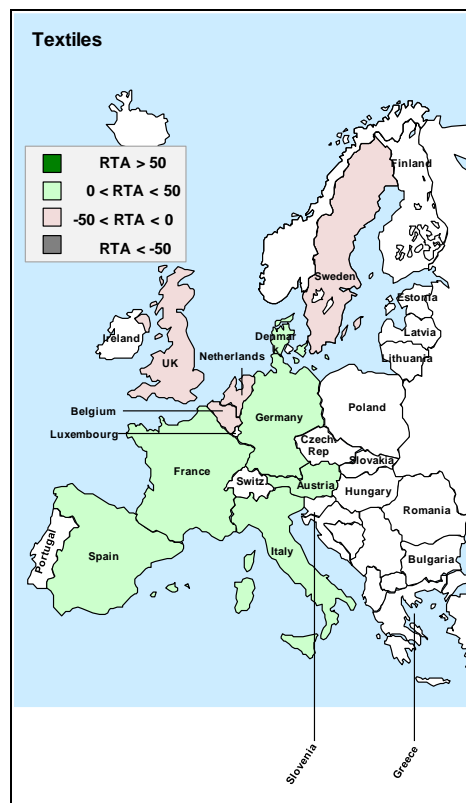 Textiles
RTA > 50
0 < RTA < 50
-50 < RTA < 0
RTA < -50
Finland
Sweden
Estonia
Latvia
Lithuania
Ireland
UK
Denmar
k
Netherlands
Belgium
Luxembourg
Germany
Poland
Czech
Rep
Slovakia
France
Switz
Austria
Hungary
Romania
Portugal
Spain
Italy
Bulgaria
Slovenia
Greece